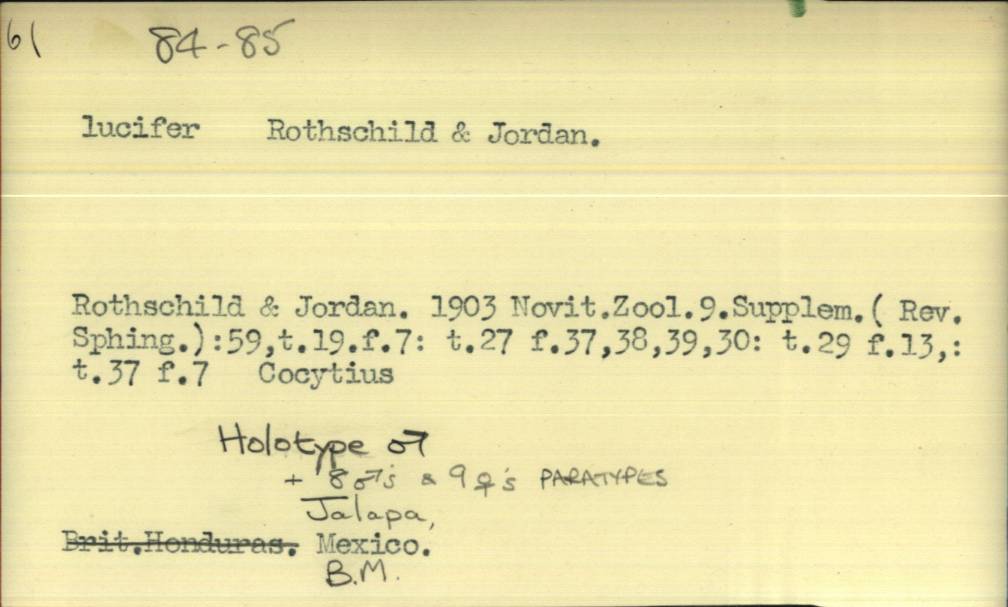 61 84-85
lucifer Rothschild & Jordan.
Rothschild & Jordan. 1903 Novit.Zool.9.Supplem.( Rev.
Sphing.):59,t.19.f.7: t.27 f.37,38,39,30: t.29 f.13,:
t.37 f.7 Cocytius
Holotype ♂
+ 8♂'s & 9♀'s PARATYPES
Jalapa,
Brit.Honduras. Mexico.
B.M.